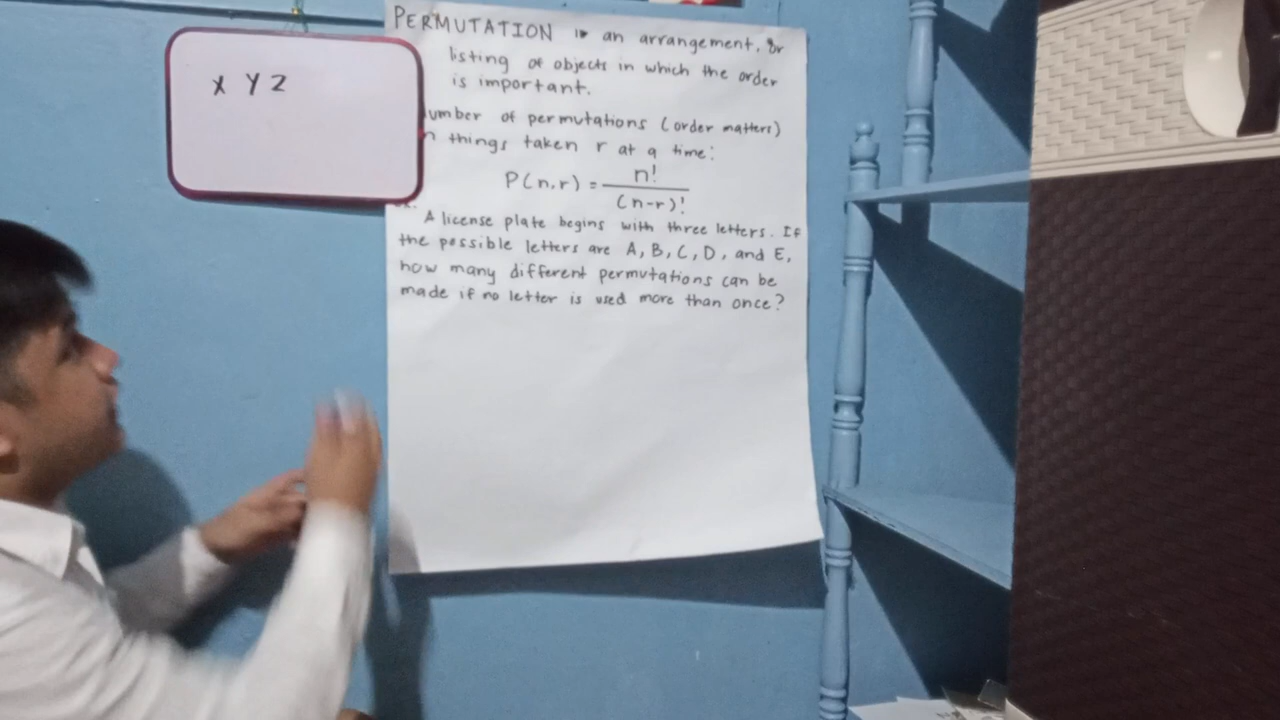 X Y Z
PERMUTATION is an arrangement, or
listing of objects in which the order
is important.
umber of permutations (order matters)
n things taken r at a time:
P(n,r) = n!
(n-r)!
A license plate begins with three letters. If
the possible letters are A, B, C, D, and E,
how many different permutations can be
made if no letter is used more than once?